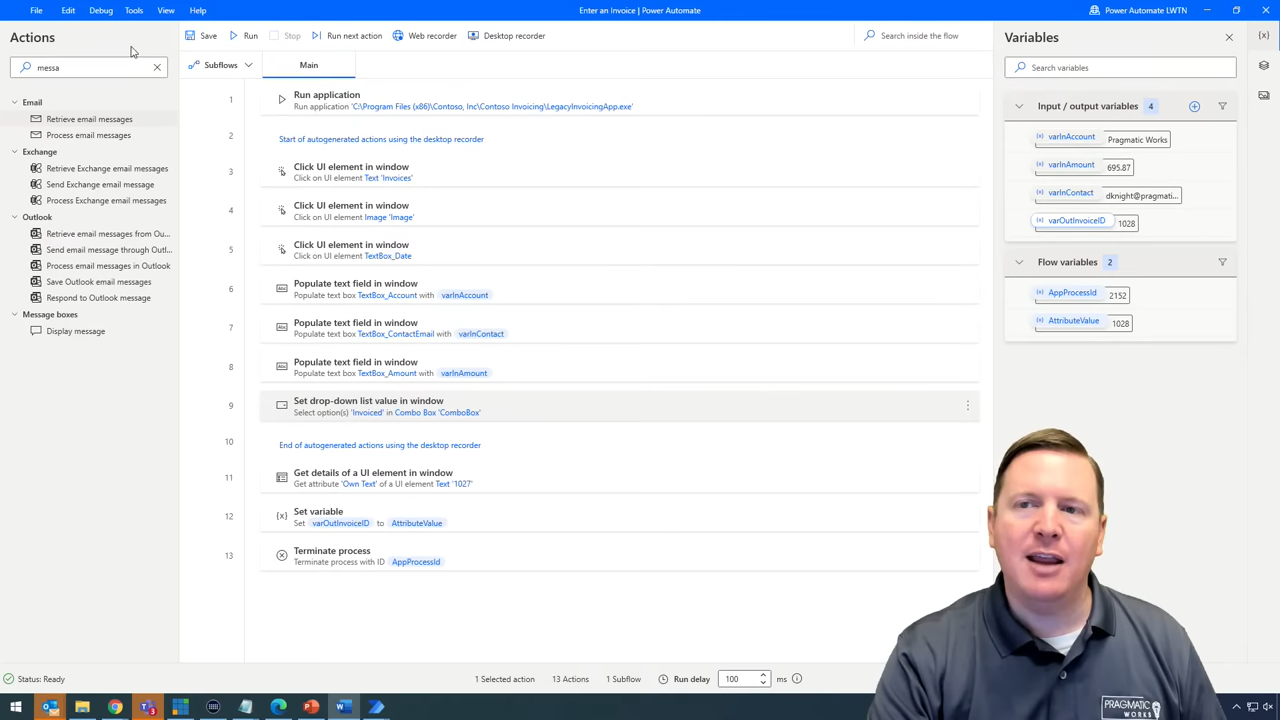 File Edit Debug Tools View Help
Enter an Invoice | Power Automate
Power Automate LWTN
Actions
messa
Email
Retrieve email messages
Process email messages
Exchange
Retrieve Exchange email messages
Send Exchange email message
Process Exchange email messages
Outlook
Retrieve email messages from Ou...
Send email message through Outl...
Process email messages in Outlook
Save Outlook email messages
Respond to Outlook message
Message boxes
Display message
Save Run Stop Run next action Web recorder Desktop recorder
Search inside the flow
Subflows Main
1 Run application
Run application 'C:\Program Files (x86)\Contoso, Inc\Contoso Invoicing\LegacyInvoicingApp.exe'
2 Start of autogenerated actions using the desktop recorder
3 Click UI element in window
Click on UI element Text 'Invoices'
4 Click UI element in window
Click on UI element Image 'Image'
5 Click UI element in window
Click on UI element TextBox_Date
6 Populate text field in window
Populate text box TextBox_Account with varInAccount
7 Populate text field in window
Populate text box TextBox_ContactEmail with varInContact
8 Populate text field in window
Populate text box TextBox_Amount with varInAmount
9 Set drop-down list value in window
Select option(s) 'Invoiced' in Combo Box 'ComboBox'
10 End of autogenerated actions using the desktop recorder
11 Get details of a UI element in window
Get attribute 'Own Text' of a UI element Text '1027'
12 Set variable
{x} Set varOutInvoiceID to AttributeValue
13 Terminate process
Terminate process with ID AppProcessId
Variables
Search variables
Input / output variables 4
varInAccount Pragmatic Works
varInAmount 695.87
varInContact dknight@pragmati...
varOutInvoiceID 1028
Flow variables 2
AppProcessId 2152
AttributeValue 1028
Status: Ready
1 Selected action 13 Actions 1 Subflow Run delay 100 ms
PRAGMATIC
WORKS